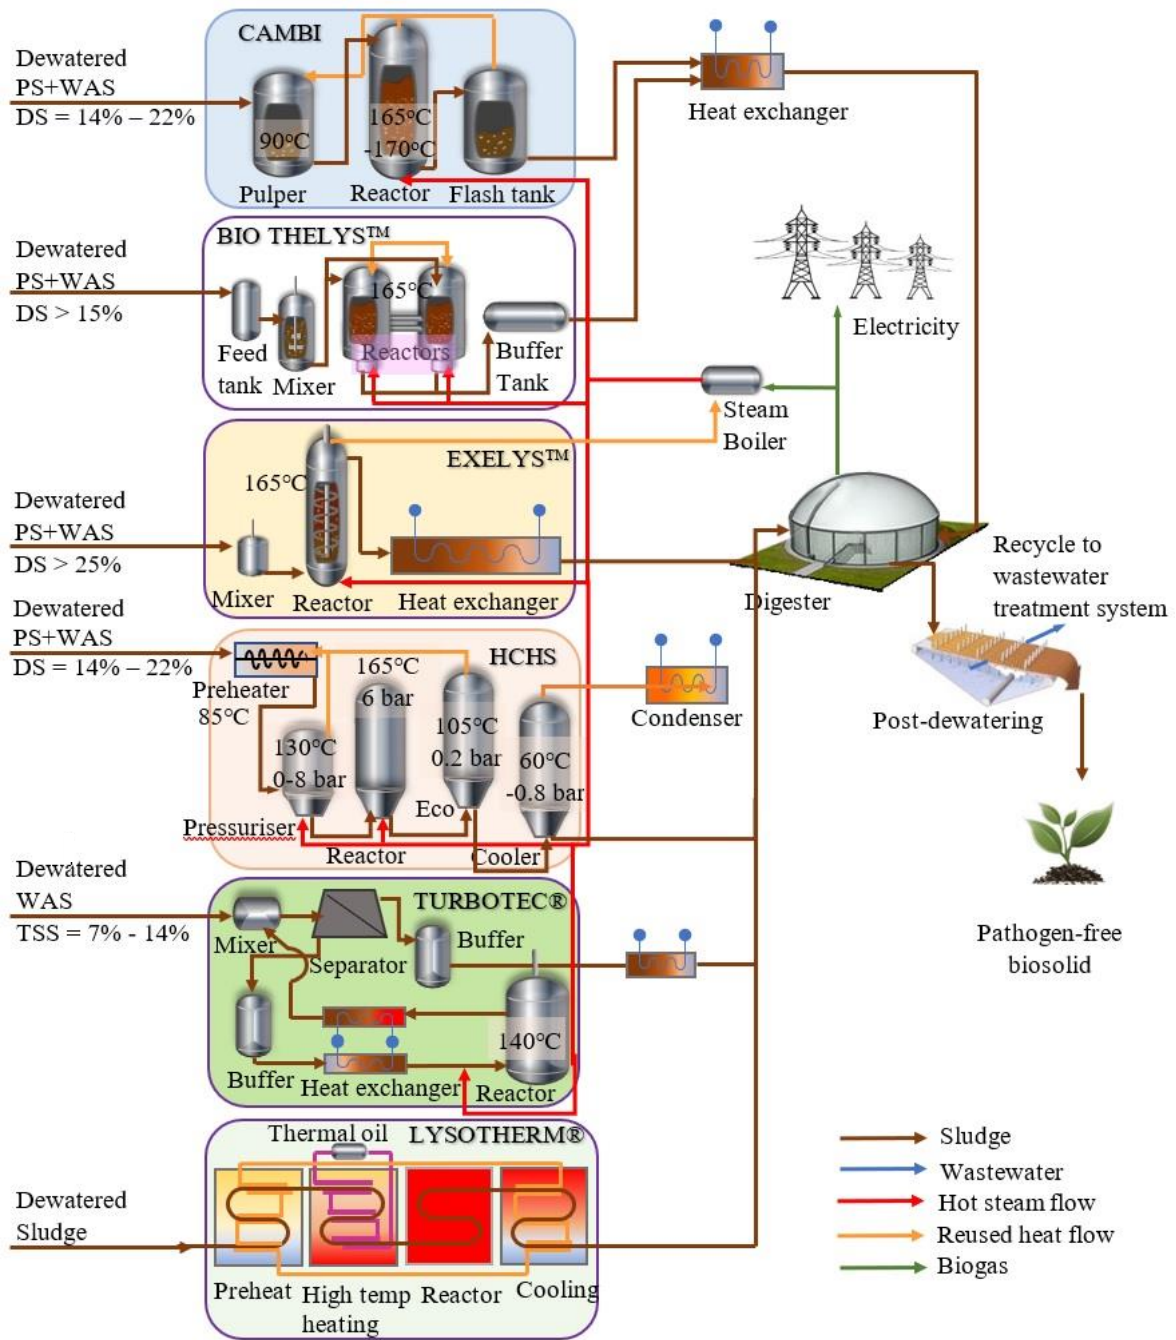 CAMBI
Dewatered
PS+WAS
DS = 14% – 22%
90°C
165°C
-170°C
Pulper
Reactor
Flash tank
Heat exchanger
BIO THELYS™
Dewatered
PS+WAS
DS > 15%
165°C
Reactors
Feed
tank
Mixer
Buffer
Tank
Electricity
Steam
Boiler
EXELYS™
165°C
Dewatered
PS+WAS
DS > 25%
Mixer
Reactor
Heat exchanger
Digester
Recycle to
wastewater
treatment system
Dewatered
PS+WAS
DS = 14% – 22%
HCHS
Preheater
85°C
165°C
6 bar
130°C
0-8 bar
105°C
0.2 bar
60°C
-0.8 bar
Pressuriser
Reactor
Eco
Cooler
Condenser
Post-dewatering
Pathogen-free
biosolid
Dewatered
WAS
TSS = 7% - 14%
TURBOTEC®
Mixer
Separator
Buffer
140°C
Buffer
Heat exchanger
Reactor
LYSOTHERM®
Thermal oil
Dewatered
Sludge
Preheat
High temp
heating
Reactor
Cooling
Sludge
Wastewater
Hot steam flow
Reused heat flow
Biogas